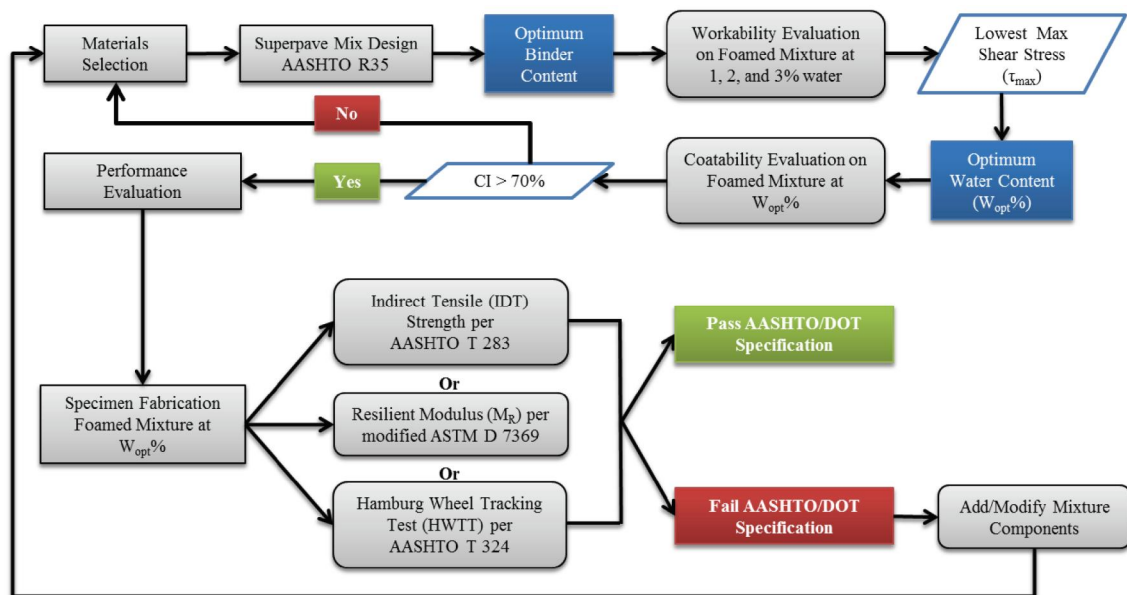 Materials
Selection
Superpave Mix Design
AASHTO R35
Optimum
Binder
Content
Workability Evaluation
on Foamed Mixture at
1, 2, and 3% water
Lowest Max
Shear Stress
(τmax)
No
Performance
Evaluation
Yes
CI > 70%
Coatability Evaluation on
Foamed Mixture at
Wopt%
Optimum
Water Content
(Wopt%)
Indirect Tensile (IDT)
Strength per
AASHTO T 283
Or
Resilient Modulus (MR) per
modified ASTM D 7369
Or
Hamburg Wheel Tracking
Test (HWTT) per
AASHTO T 324
Specimen Fabrication
Foamed Mixture at
Wopt%
Pass AASHTO/DOT
Specification
Fail AASHTO/DOT
Specification
Add/Modify Mixture
Components